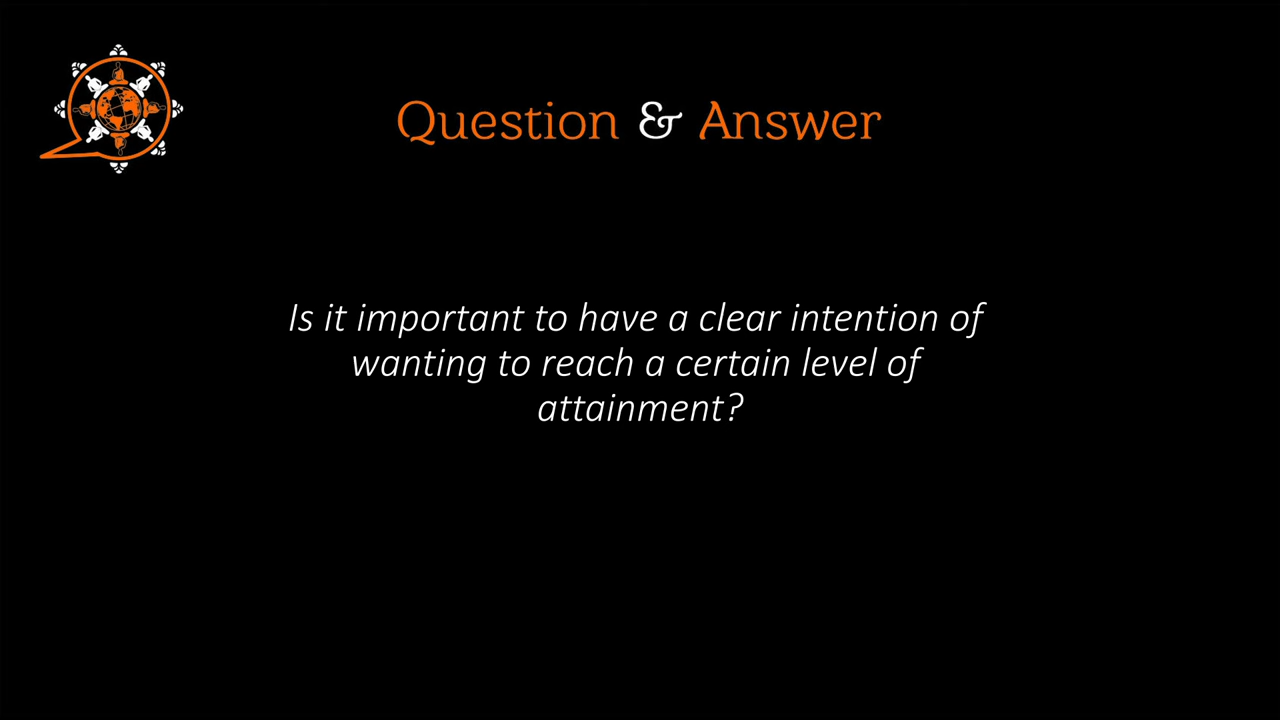 Question & Answer
Is it important to have a clear intention of
wanting to reach a certain level of
attainment?